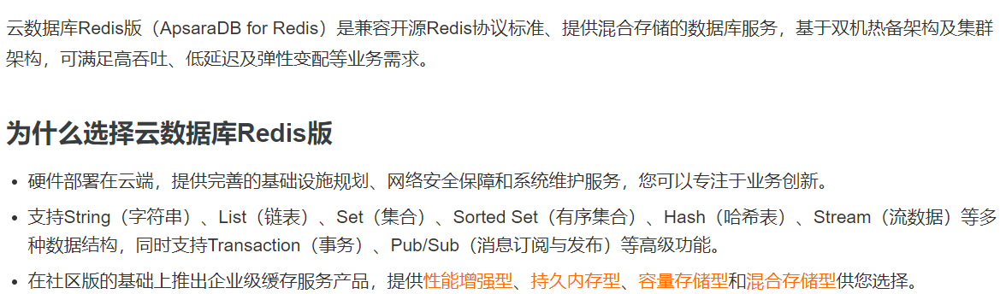 云数据库Redis版（ApsaraDB for Redis）是兼容开源Redis协议标准、提供混合存储的数据库服务，基于双机热备架构及集群
架构，可满足高吞吐、低延迟及弹性变配等业务需求。
为什么选择云数据库Redis版
• 硬件部署在云端，提供完善的基础设施规划、网络安全保障和系统维护服务，您可以专注于业务创新。
• 支持String（字符串）、List（链表）、Set（集合）、Sorted Set（有序集合）、Hash（哈希表）、Stream（流数据）等多
种数据结构，同时支持Transaction（事务）、Pub/Sub（消息订阅与发布）等高级功能。
• 在社区版的基础上推出企业级缓存服务产品，提供性能增强型、持久内存型、容量存储型和混合存储型供您选择。